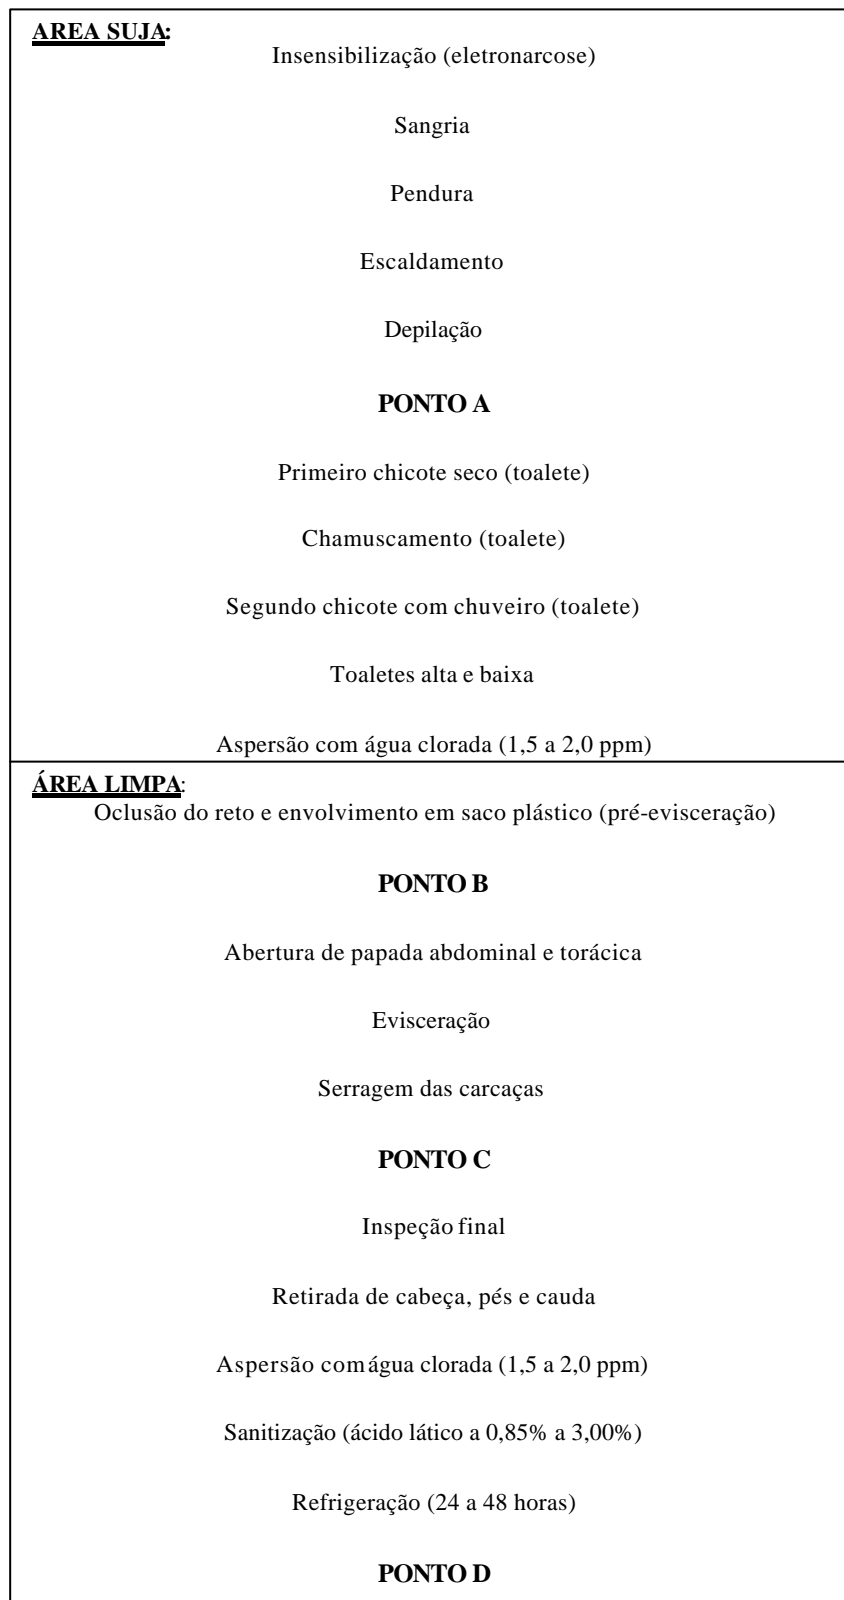 AREA SUJA:
Insensibilização (eletronarcose)
Sangria
Pendura
Escaldamento
Depilação
PONTO A
Primeiro chicote seco (toalete)
Chamuscamento (toalete)
Segundo chicote com chuveiro (toalete)
Toaletes alta e baixa
Aspersão com água clorada (1,5 a 2,0 ppm)
ÁREA LIMPA:
Oclusão do reto e envolvimento em saco plástico (pré-evisceração)
PONTO B
Abertura de papada abdominal e torácica
Evisceração
Serragem das carcaças
PONTO C
Inspeção final
Retirada de cabeça, pés e cauda
Aspersão com água clorada (1,5 a 2,0 ppm)
Sanitização (ácido lático a 0,85% a 3,00%)
Refrigeração (24 a 48 horas)
PONTO D